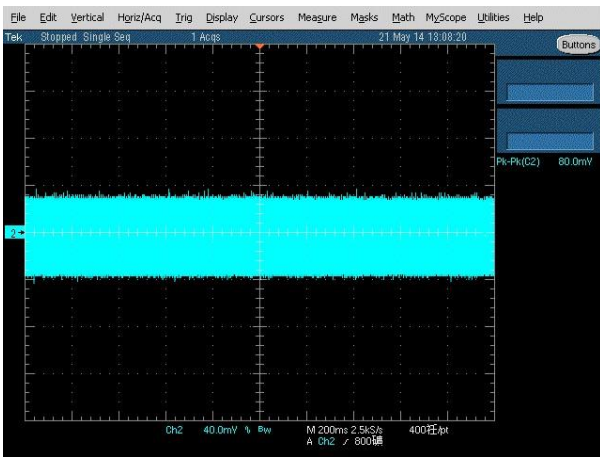 File Edit Vertical Horiz/Acq Trig Display Cursors Measure Masks Math MyScope Utilities Help
Tek Stopped Single Seq 1 Acqs 21 May 14 13:08:20 Buttons
Pk-Pk(C2) 80.0mV
2
Ch2 40.0mV Bw M 200ms 2.5kS/s 400 /pt
A Ch2 800